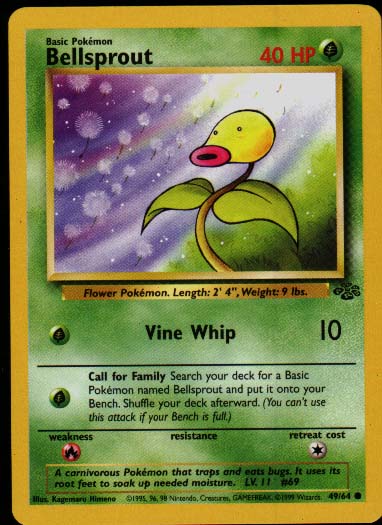 Basic Pokémon
Bellsprout
40 HP
Flower Pokémon. Length: 2' 4", Weight: 9 lbs.
Vine Whip 10
Call for Family Search your deck for a Basic
Pokémon named Bellsprout and put it onto your
Bench. Shuffle your deck afterward. (You can't use
this attack if your Bench is full.)
weakness resistance retreat cost
A carnivorous Pokémon that traps and eats bugs. It uses its
root feet to soak up needed moisture. LV. 11 #69
Illus. Kagemaru Himeno ©1995, 96, 98 Nintendo, Creatures, GAMEFREAK. ©1999 Wizards. 49/64